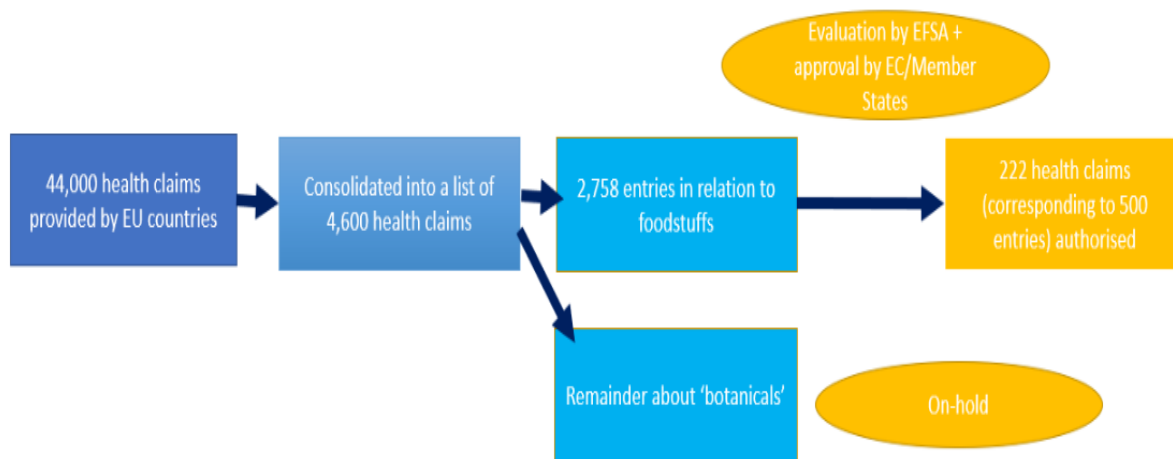 Evaluation by EFSA +
approval by EC/Member
States
44,000 health claims
provided by EU countries
Consolidated into a list of
4,600 health claims
2,758 entries in relation to
foodstuffs
222 health claims
(corresponding to 500
entries) authorised
Remainder about ‘botanicals’
On-hold